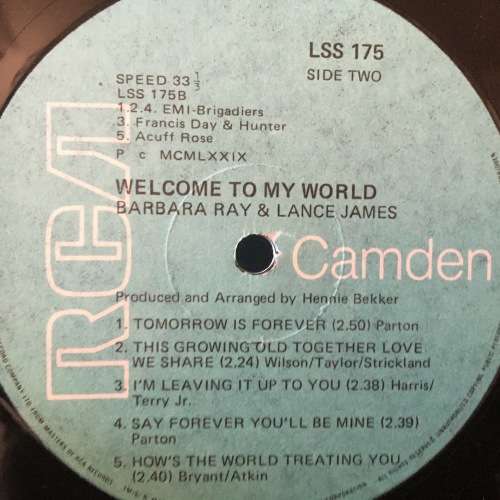 LSS 175
SIDE TWO
SPEED 33 1/3
LSS 175B
1.2.4. EMI-Brigadiers
3. Francis Day & Hunter
5. Acuff Rose
P c MCMLXXIX
WELCOME TO MY WORLD
BARBARA RAY & LANCE JAMES
RCA
Camden
Produced and Arranged by Hennie Bekker
1. TOMORROW IS FOREVER (2.50) Parton
2. THIS GROWING OLD TOGETHER LOVE
WE SHARE (2.24) Wilson/Taylor/Strickland
3. I'M LEAVING IT UP TO YOU (2.38) Harris/
Terry Jr.
4. SAY FOREVER YOU'LL BE MINE (2.39)
Parton
5. HOW'S THE WORLD TREATING YOU
(2.40) Bryant/Atkin